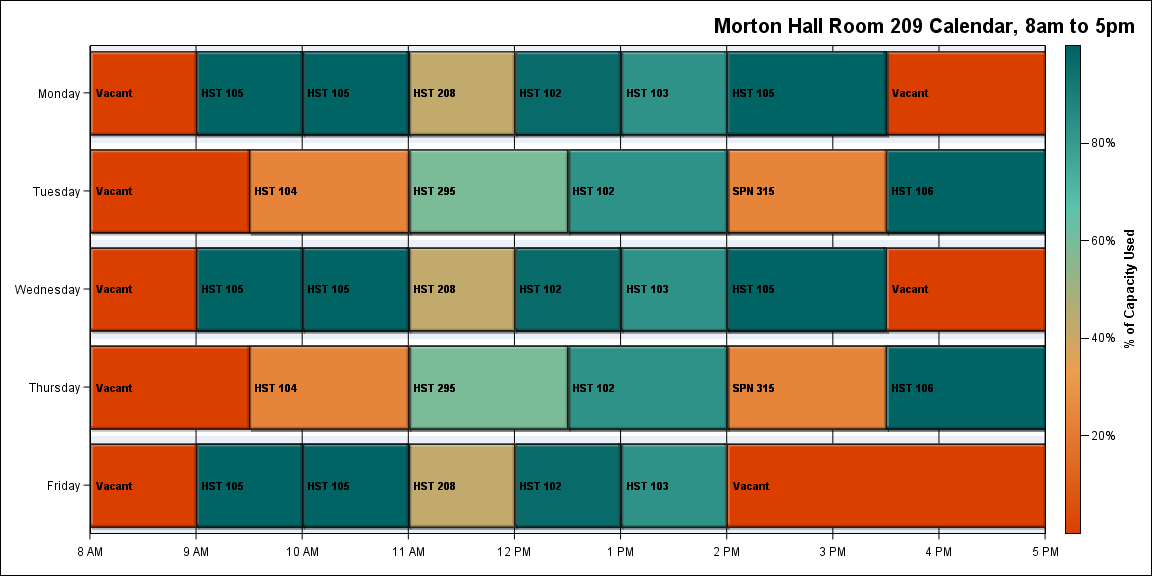 Morton Hall Room 209 Calendar, 8am to 5pm
Monday
Vacant
HST 105
HST 105
HST 208
HST 102
HST 103
HST 105
Vacant
Tuesday
Vacant
HST 104
HST 295
HST 102
SPN 315
HST 106
Wednesday
Vacant
HST 105
HST 105
HST 208
HST 102
HST 103
HST 105
Vacant
Thursday
Vacant
HST 104
HST 295
HST 102
SPN 315
HST 106
Friday
Vacant
HST 105
HST 105
HST 208
HST 102
HST 103
Vacant
8 AM
9 AM
10 AM
11 AM
12 PM
1 PM
2 PM
3 PM
4 PM
5 PM
80%
60%
40%
20%
% of Capacity Used